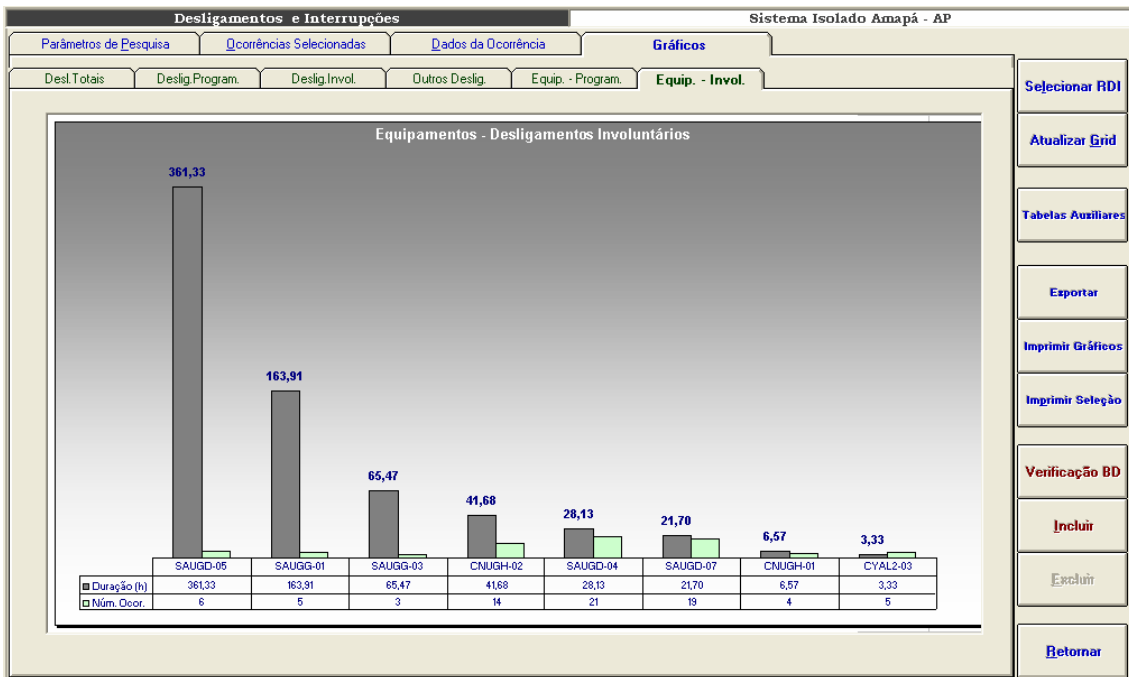 Desligamentos e Interrupções
Sistema Isolado Amapá - AP
Parâmetros de Pesquisa
Ocorrências Selecionadas
Dados da Ocorrência
Gráficos
Desl.Totais
Deslig.Program.
Deslig.Invol.
Outros Deslig.
Equip. - Program.
Equip. - Invol.
Equipamentos - Desligamentos Involuntários
361,33
163,91
65,47
41,68
28,13
21,70
6,57
3,33
SAUGD-05 SAUGG-01 SAUGG-03 CNUGH-02 SAUGD-04 SAUGD-07 CNUGH-01 CYAL2-03
Duração (h) 361,33 163,91 65,47 41,68 28,13 21,70 6,57 3,33
Núm. Ocor. 6 5 3 14 21 19 4 5
Selecionar RDI
Atualizar Grid
Tabelas Auxiliares
Exportar
Imprimir Gráficos
Imprimir Seleção
Verificação BD
Incluir
Excluir
Retornar